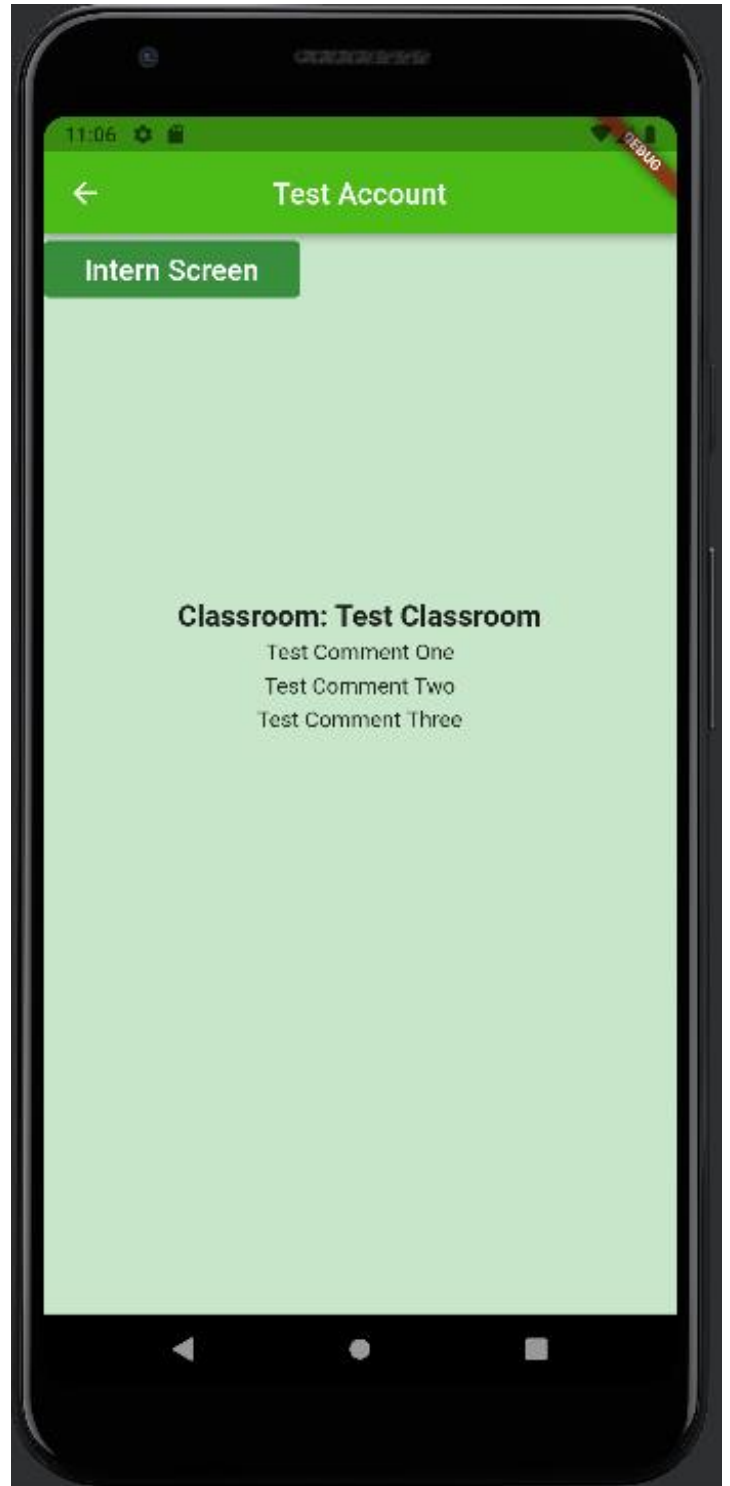 11:06
DEBUG
Test Account
Intern Screen
Classroom: Test Classroom
Test Comment One
Test Comment Two
Test Comment Three